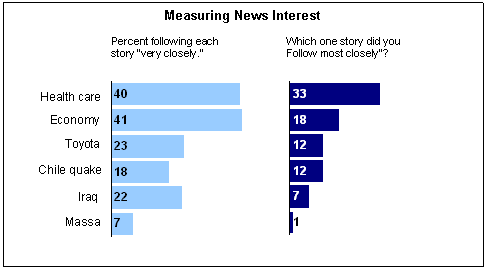 Measuring News Interest
Percent following each
story "very closely."
Which one story did you
Follow most closely"?
Health care 40 33
Economy 41 18
Toyota 23 12
Chile quake 18 12
Iraq 22 7
Massa 7 1